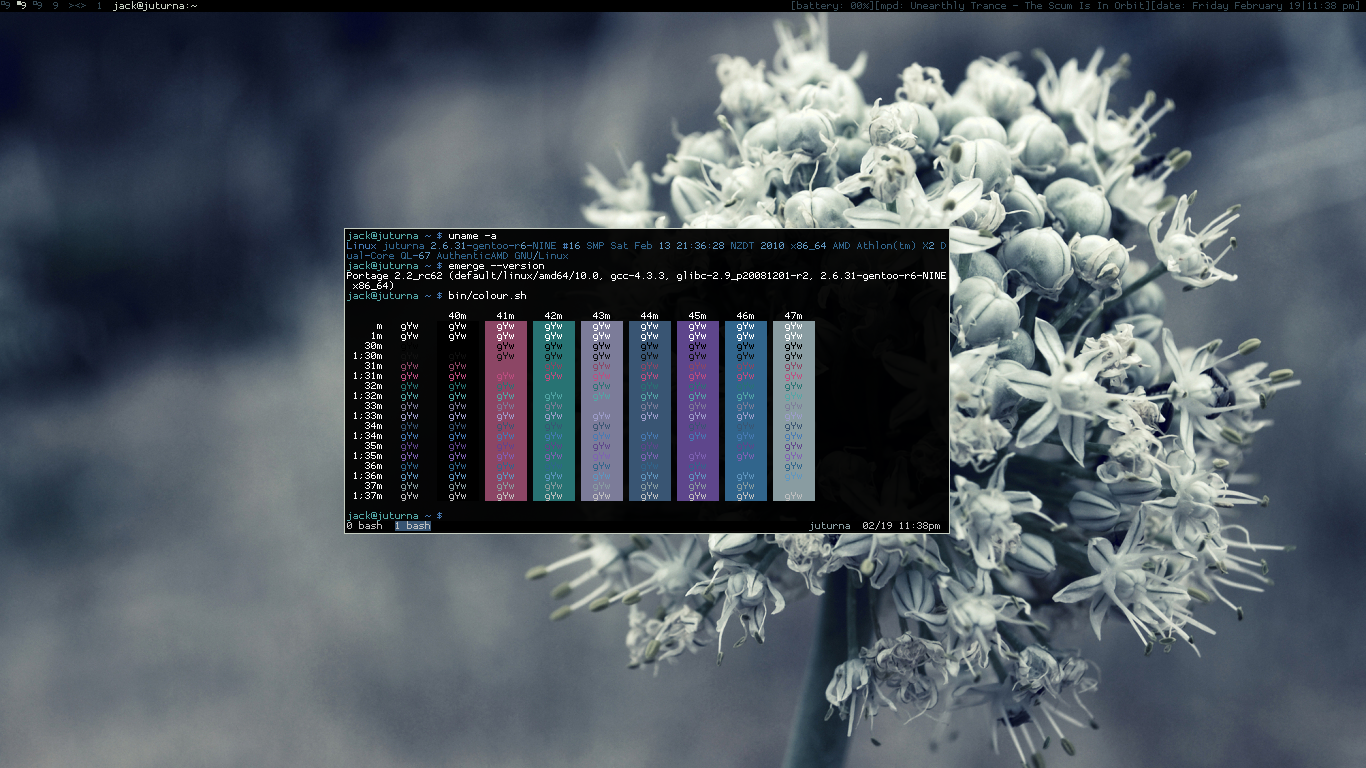 9 9 9 9 ><> 1 jack@juturna:~ [battery: 00%][mpd: Unearthly Trance - The Scum Is In Orbit][date: Friday February 19|11:38 pm]
jack@juturna ~ $ uname -a
Linux juturna 2.6.31-gentoo-r6-NINE #16 SMP Sat Feb 13 21:36:28 NZDT 2010 x86_64 AMD Athlon(tm) X2 D
ual-Core QL-67 AuthenticAMD GNU/Linux
jack@juturna ~ $ emerge --version
Portage 2.2_rc62 (default/linux/amd64/10.0, gcc-4.3.3, glibc-2.9_p20081201-r2, 2.6.31-gentoo-r6-NINE
x86_64)
jack@juturna ~ $ bin/colour.sh
40m 41m 42m 43m 44m 45m 46m 47m
m gYw gYw gYw gYw gYw gYw gYw gYw gYw
1m gYw gYw gYw gYw gYw gYw gYw gYw gYw
30m gYw gYw gYw gYw gYw gYw gYw
1;30m gYw gYw gYw gYw gYw gYw gYw
31m gYw gYw gYw gYw gYw gYw gYw gYw
1;31m gYw gYw gYw gYw gYw gYw gYw gYw gYw
32m gYw gYw gYw gYw gYw gYw gYw gYw
1;32m gYw gYw gYw gYw gYw gYw gYw gYw gYw
33m gYw gYw gYw gYw gYw gYw gYw gYw
1;33m gYw gYw gYw gYw gYw gYw gYw gYw gYw
34m gYw gYw gYw gYw gYw gYw gYw gYw
1;34m gYw gYw gYw gYw gYw gYw gYw gYw gYw
35m gYw gYw gYw gYw gYw gYw gYw gYw
1;35m gYw gYw gYw gYw gYw gYw gYw gYw gYw
36m gYw gYw gYw gYw gYw gYw gYw gYw
1;36m gYw gYw gYw gYw gYw gYw gYw gYw gYw
37m gYw gYw gYw gYw gYw gYw gYw gYw gYw
1;37m gYw gYw gYw gYw gYw gYw gYw gYw gYw
jack@juturna ~ $
0 bash 1 bash juturna 02/19 11:38pm